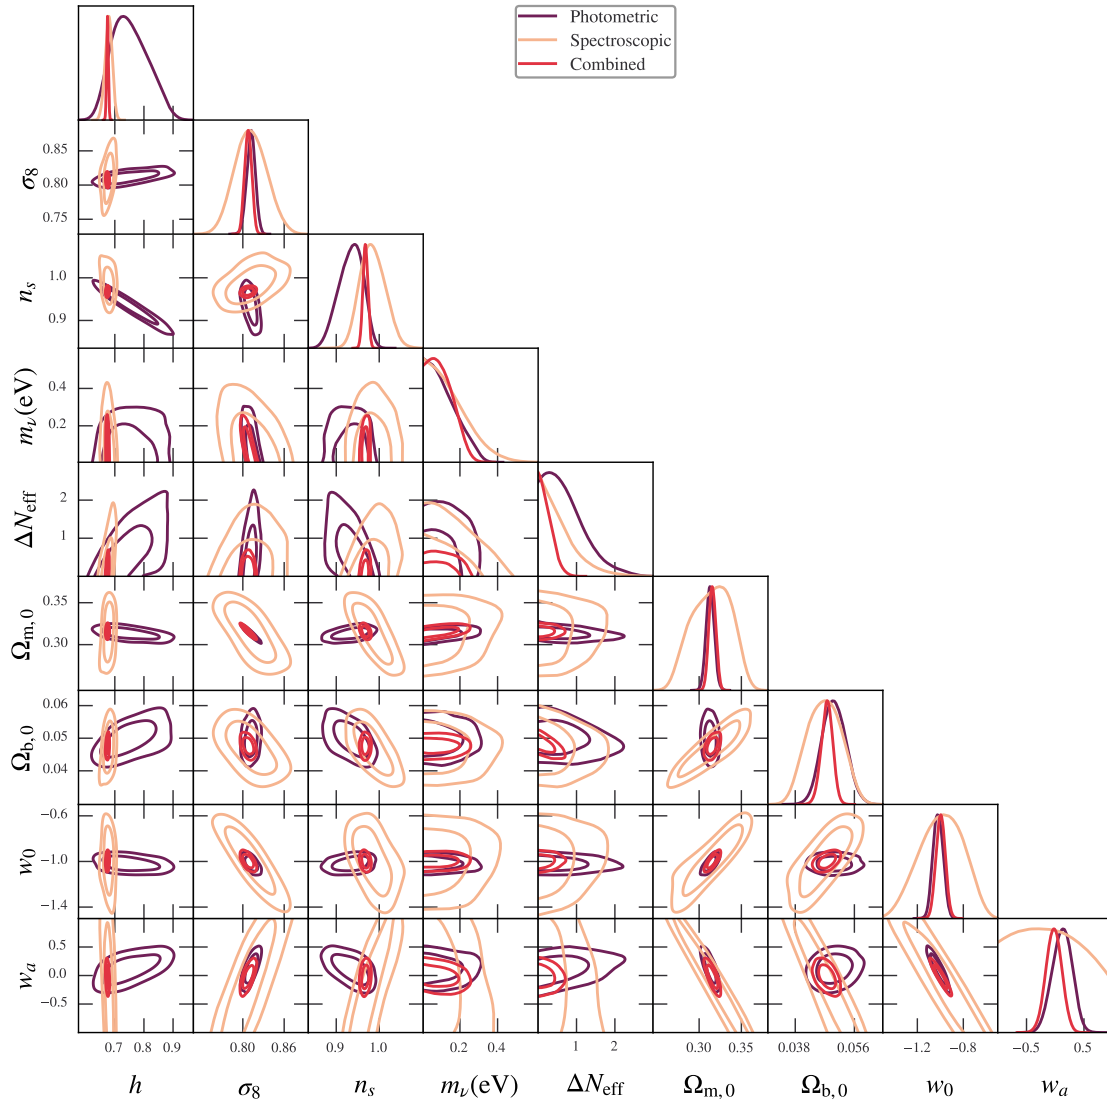 Photometric
Spectroscopic
Combined
0.85
0.80
0.75
σ8
1.0
0.9
ns
0.4
0.2
mν(eV)
2
1
ΔNeff
0.35
0.30
Ωm,0
0.06
0.05
0.04
Ωb,0
−0.6
−1.0
−1.4
w0
0.5
0.0
−0.5
wa
0.7 0.8 0.9 0.80 0.86 0.9 1.0 0.2 0.4 1 2 0.30 0.35 0.038 0.056 −1.2 −0.8 −0.5 0.5
h σ8 ns mν(eV) ΔNeff Ωm,0 Ωb,0 w0 wa